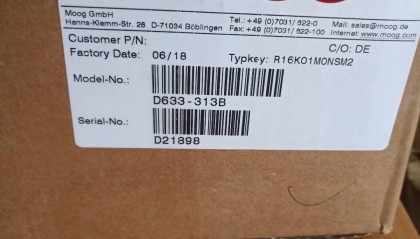 Moog GmbH
Hanns-Klemm-Str. 28 D-71034 Böblingen
Tel.: +49 (0)7031/ 622-0 Mail: sales@moog.de
Fax: +49 (0)7031/ 622-100 Internet: www.moog.com
Customer P/N: C/O: DE
Factory Date: 06/18 Typkey: R16KO1MONSM2
Model-No.:
D633-313B
Serial-No.:
D21898